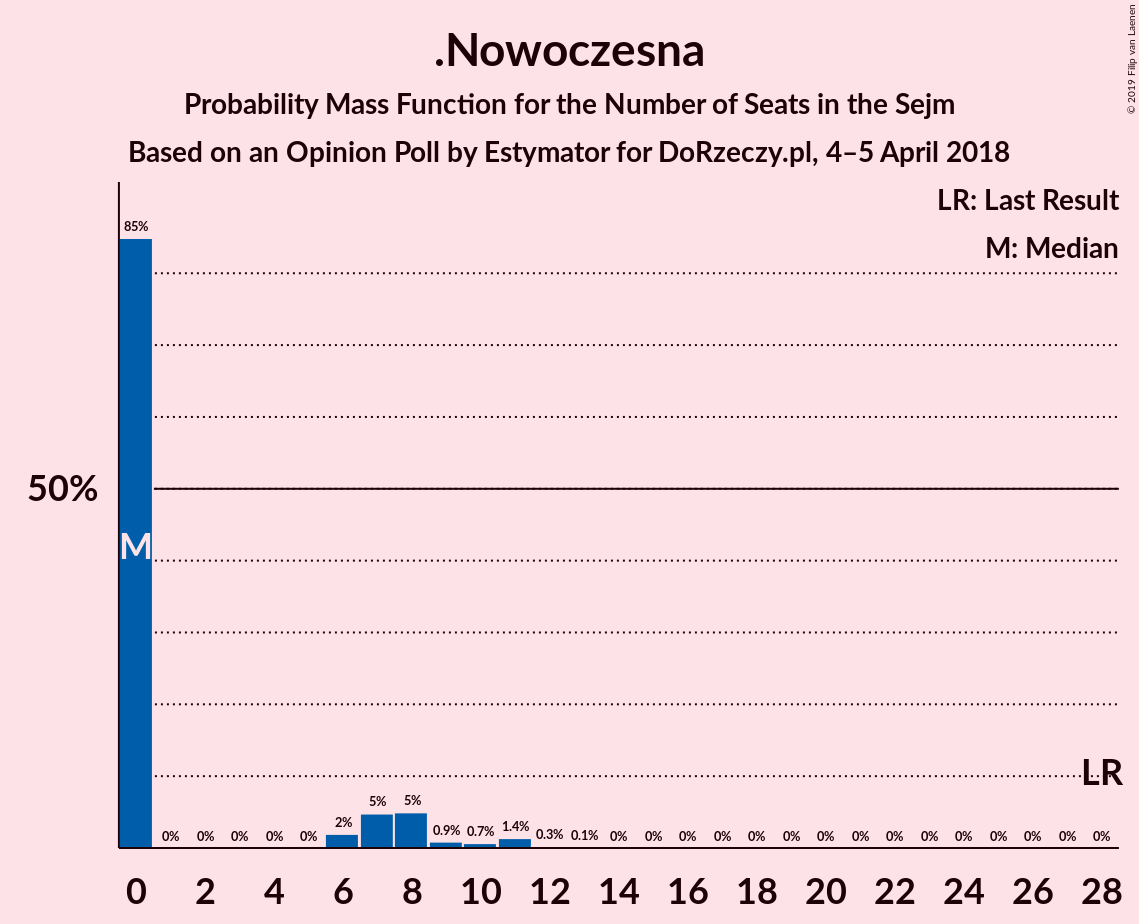 .Nowoczesna
Probability Mass Function for the Number of Seats in the Sejm
Based on an Opinion Poll by Estymator for DoRzeczy.pl, 4–5 April 2018
© 2019 Filip van Laenen
LR: Last Result
M: Median
85%
50%
M
LR
0% 0% 0% 0% 0% 2% 5% 5% 0.9% 0.7% 1.4% 0.3% 0.1% 0% 0% 0% 0% 0% 0% 0% 0% 0% 0% 0% 0% 0% 0% 0%
0 2 4 6 8 10 12 14 16 18 20 22 24 26 28